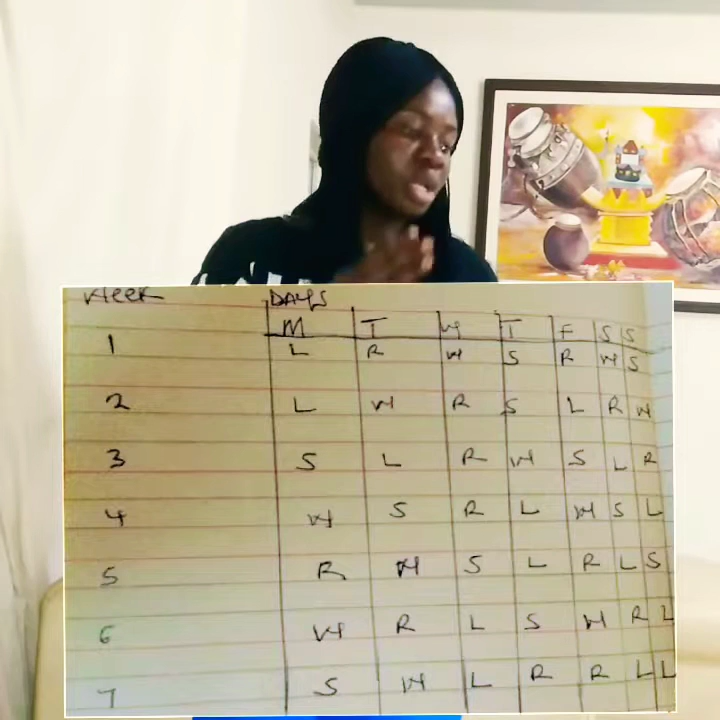 Week DAYS
M T W T F S S
1 L R W S R W S
2 L W R S L R W
3 S L R W S L R
4 W S R L W S L
5 R W S L R L S
6 W R L S W R L
7 S W L R R L L